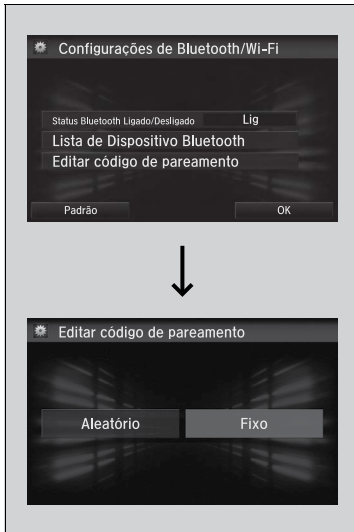 Configurações de Bluetooth/Wi-Fi
Status Bluetooth Ligado/Desligado Lig
Lista de Dispositivo Bluetooth
Editar código de pareamento
Padrão OK
Editar código de pareamento
Aleatório Fixo